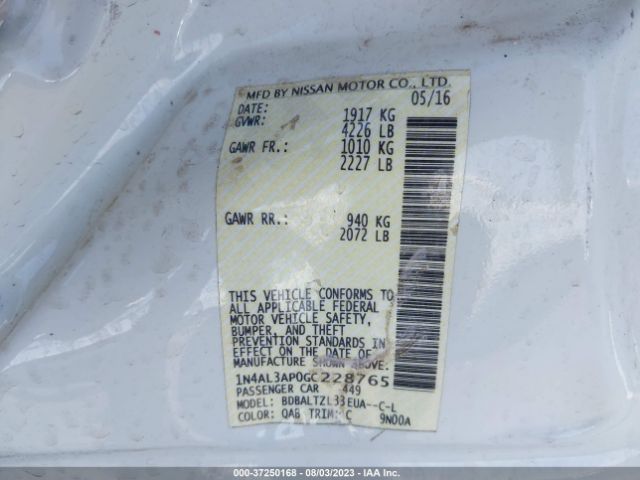 MFD BY NISSAN MOTOR CO., LTD.
DATE: 05/16
GVWR: 1917 KG
4226 LB
GAWR FR.: 1010 KG
2227 LB
GAWR RR.: 940 KG
2072 LB
THIS VEHICLE CONFORMS TO
ALL APPLICABLE FEDERAL
MOTOR VEHICLE SAFETY,
BUMPER, AND THEFT
PREVENTION STANDARDS IN
EFFECT ON THE DATE OF
MANUFACTURE SHOWN ABOVE:
1N4AL3AP0GC228765
PASSENGER CAR 449
MODEL: BDBALTZL33EUA--C-L
COLOR: QAB TRIM: C 9N00A
000-37250168 - 08/03/2023 - IAA Inc.